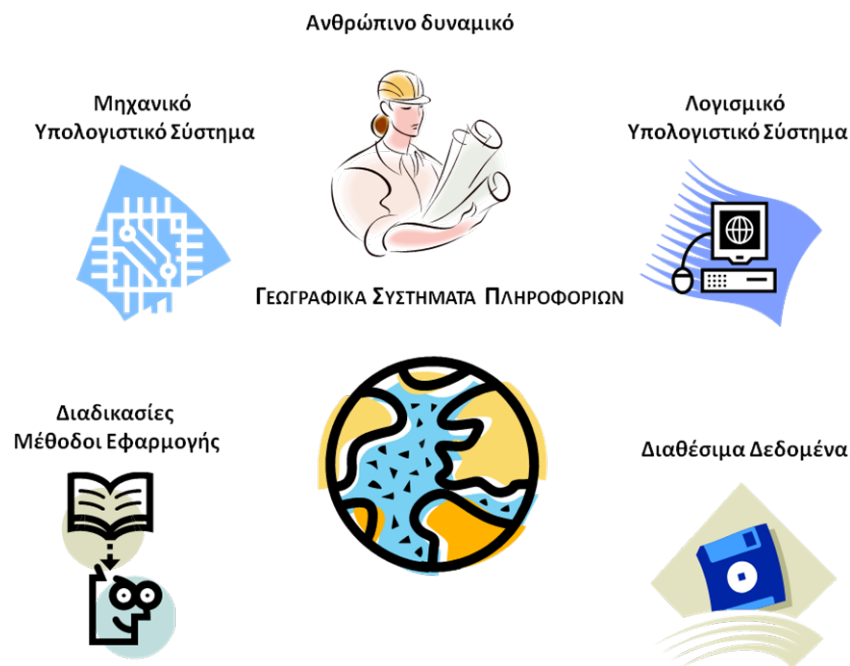 Ανθρώπινο δυναμικό
Μηχανικό
Υπολογιστικό Σύστημα
Λογισμικό
Υπολογιστικό Σύστημα
ΓΕΩΓΡΑΦΙΚΑ ΣΥΣΤΗΜΑΤΑ ΠΛΗΡΟΦΟΡΙΩΝ
Διαδικασίες
Μέθοδοι Εφαρμογής
Διαθέσιμα Δεδομένα